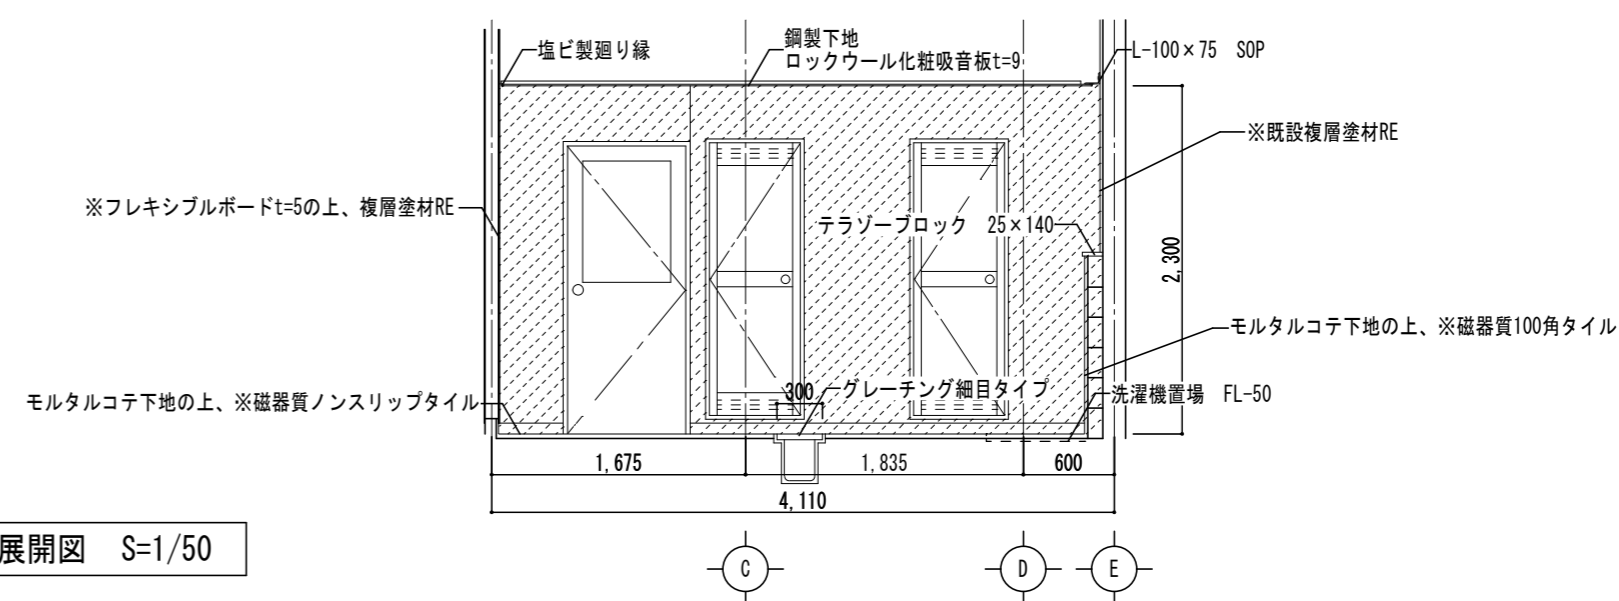 塩ビ製廻り縁
鋼製下地
ロックウール化粧吸音板t=9
L-100×75　SOP
※既設複層塗材RE
※フレキシブルボードt=5の上、複層塗材RE
テラゾーブロック　25×140
2,300
モルタルコテ下地の上、※磁器質100角タイル
300
グレーチング細目タイプ
洗濯機置場　FL-50
モルタルコテ下地の上、※磁器質ノンスリップタイル
1,675
1,835
600
4,110
展開図　S=1/50
C
D
E